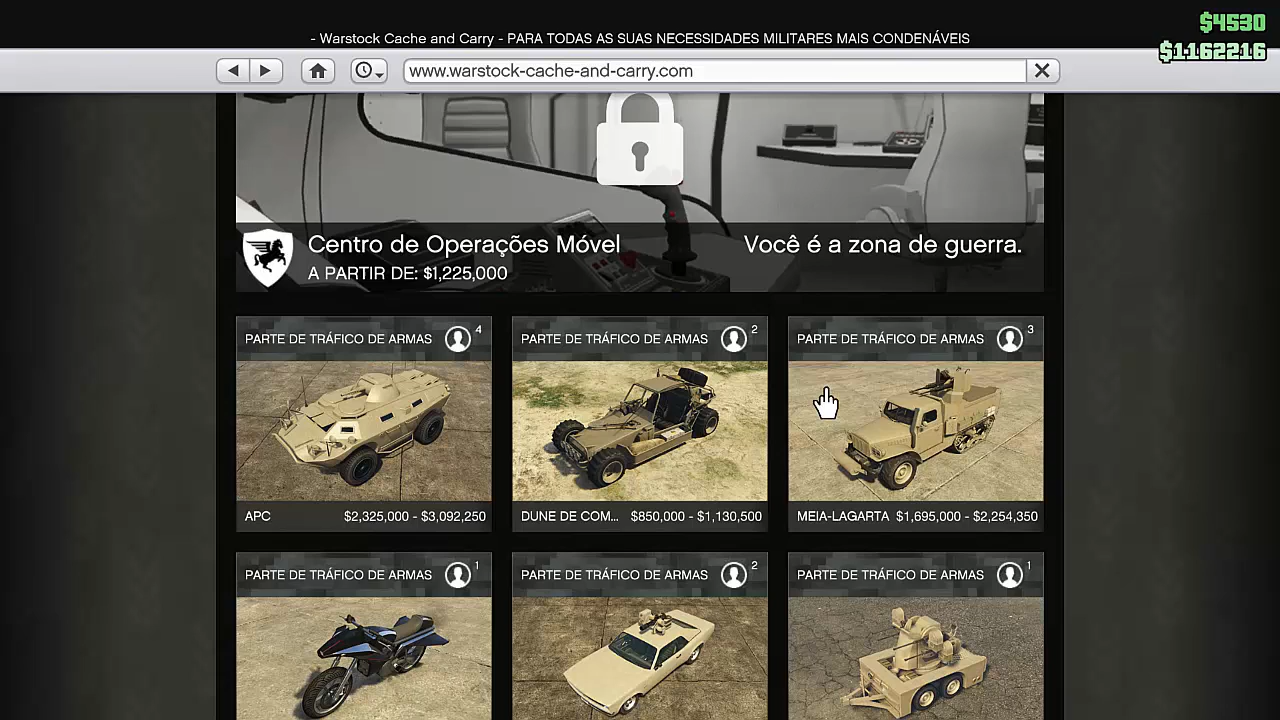 $4530
- Warstock Cache and Carry - PARA TODAS AS SUAS NECESSIDADES MILITARES MAIS CONDENÁVEIS
$1162216
www.warstock-cache-and-carry.com
Centro de Operações Móvel
Você é a zona de guerra.
A PARTIR DE: $1,225,000
PARTE DE TRÁFICO DE ARMAS 4
PARTE DE TRÁFICO DE ARMAS 2
PARTE DE TRÁFICO DE ARMAS 3
APC $2,325,000 - $3,092,250
DUNE DE COM... $850,000 - $1,130,500
MEIA-LAGARTA $1,695,000 - $2,254,350
PARTE DE TRÁFICO DE ARMAS 1
PARTE DE TRÁFICO DE ARMAS 2
PARTE DE TRÁFICO DE ARMAS 1